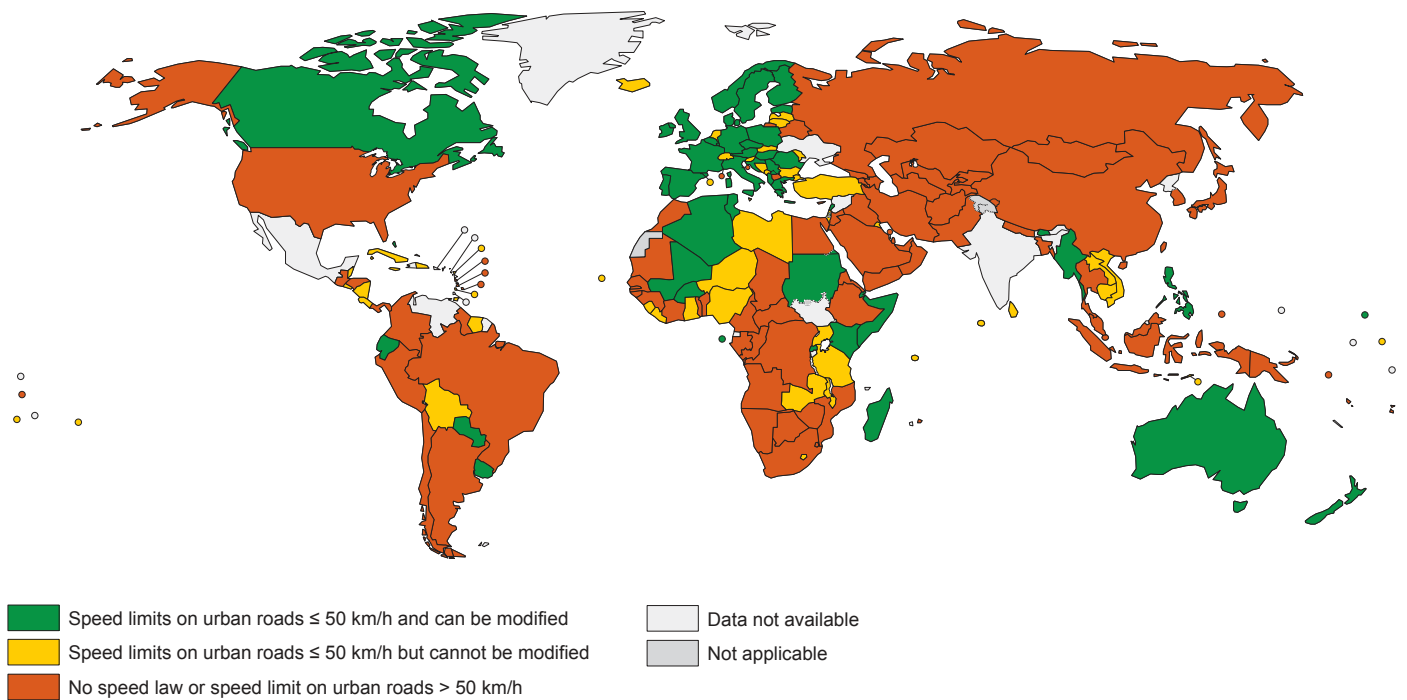 Speed limits on urban roads ≤ 50 km/h and can be modified
Speed limits on urban roads ≤ 50 km/h but cannot be modified
No speed law or speed limit on urban roads > 50 km/h
Data not available
Not applicable